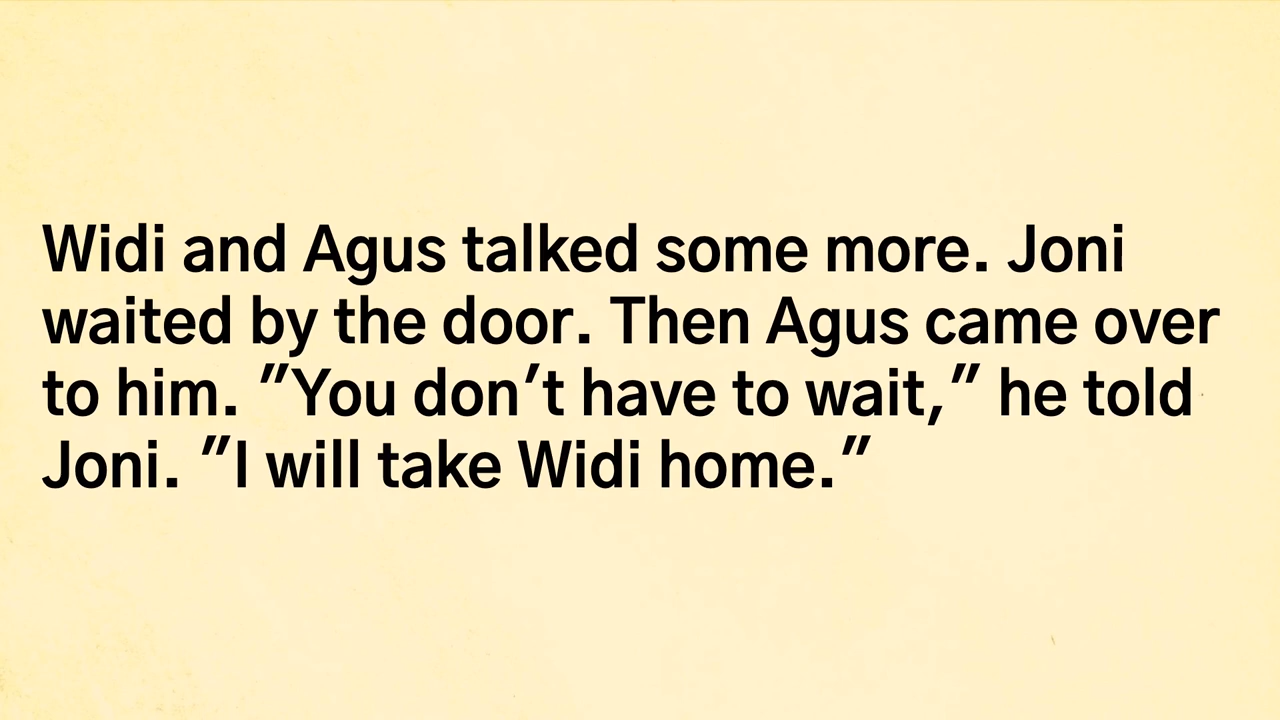 Widi and Agus talked some more. Joni
waited by the door. Then Agus came over
to him. "You don't have to wait," he told
Joni. "I will take Widi home."